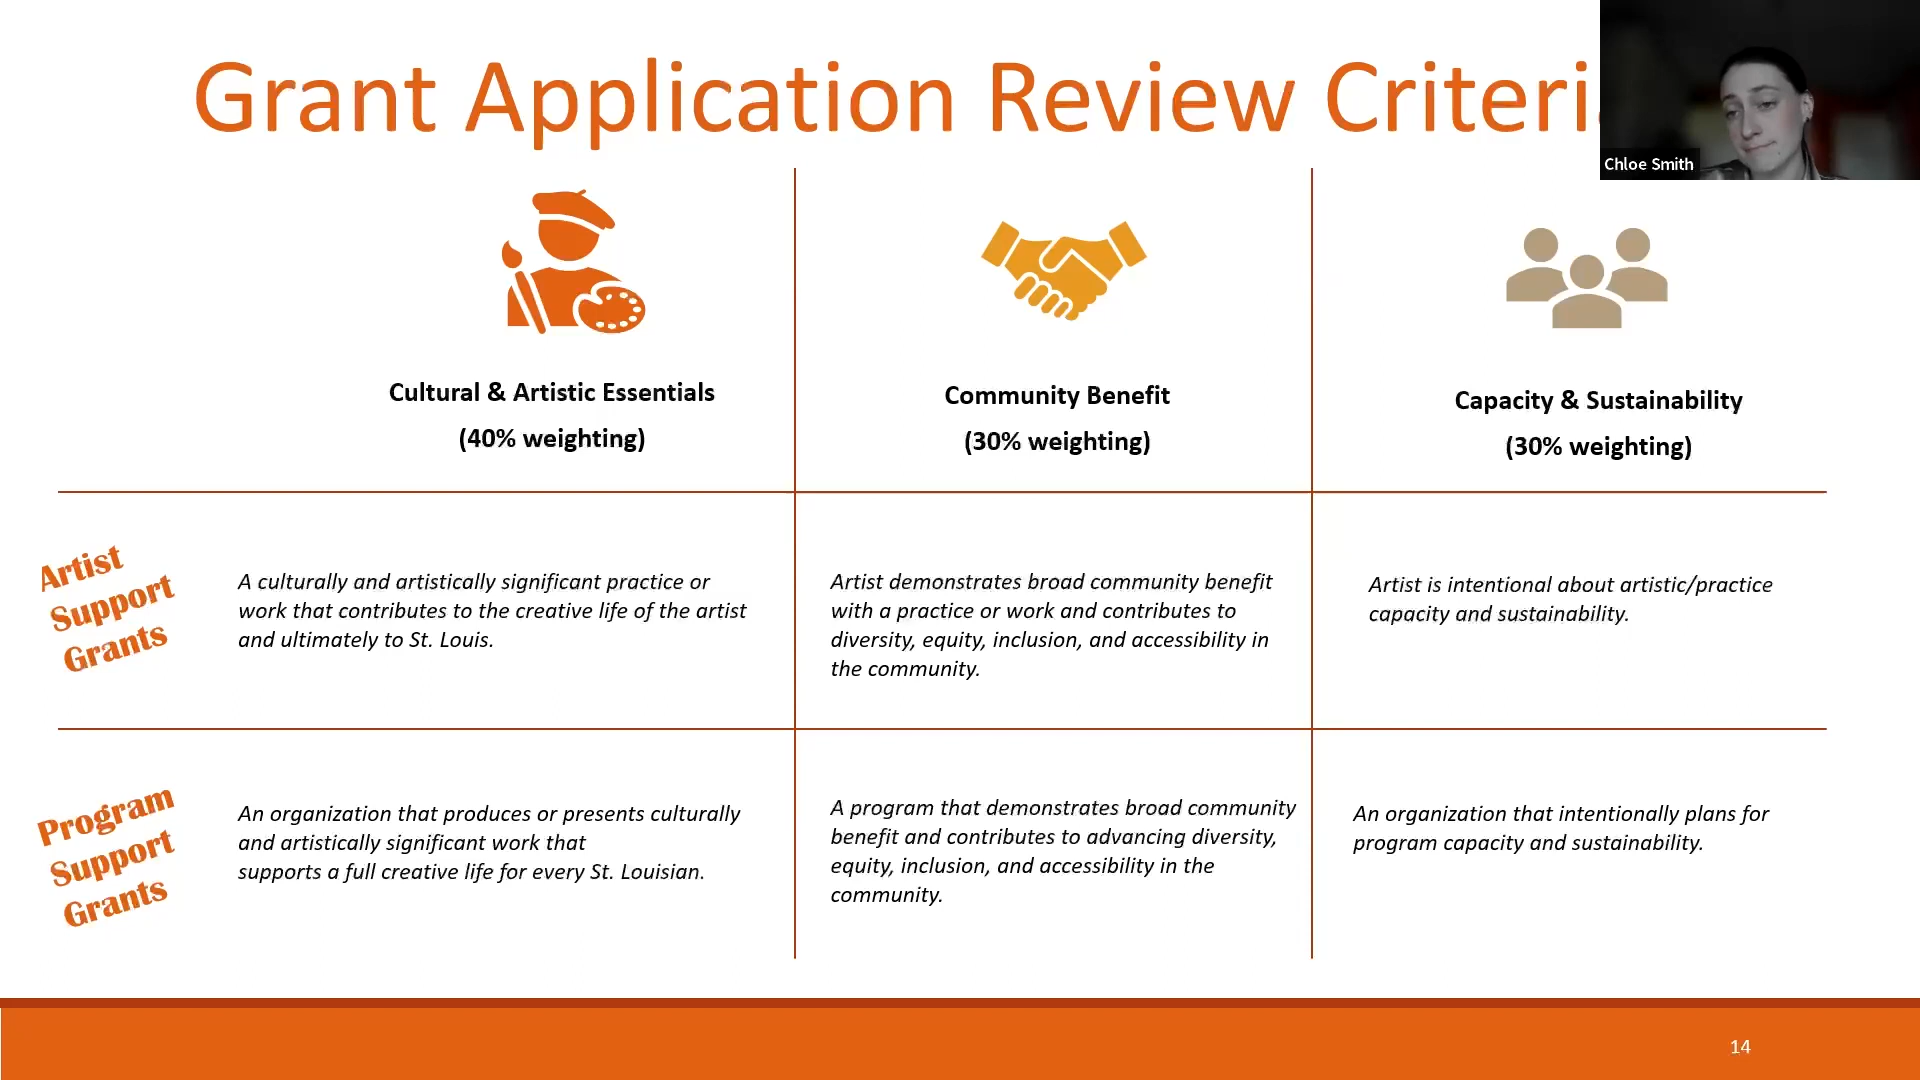 Grant Application Review Criteri
Chloe Smith
Cultural & Artistic Essentials
(40% weighting)
Community Benefit
(30% weighting)
Capacity & Sustainability
(30% weighting)
Artist
Support
Grants
A culturally and artistically significant practice or
work that contributes to the creative life of the artist
and ultimately to St. Louis.
Artist demonstrates broad community benefit
with a practice or work and contributes to
diversity, equity, inclusion, and accessibility in
the community.
Artist is intentional about artistic/practice
capacity and sustainability.
Program
Support
Grants
An organization that produces or presents culturally
and artistically significant work that
supports a full creative life for every St. Louisian.
A program that demonstrates broad community
benefit and contributes to advancing diversity,
equity, inclusion, and accessibility in the
community.
An organization that intentionally plans for
program capacity and sustainability.
14